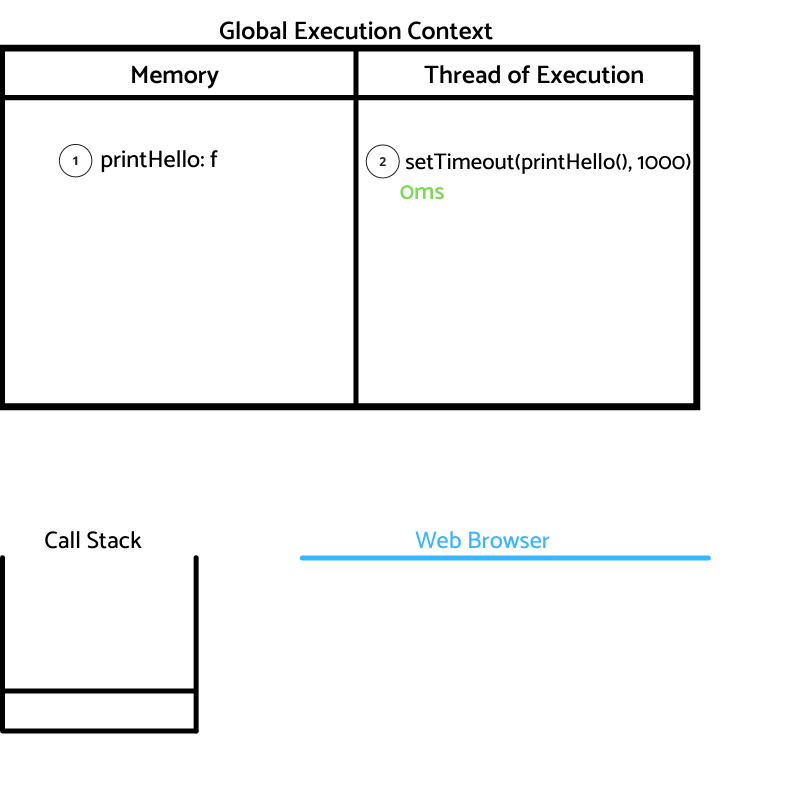 Global Execution Context
Memory
Thread of Execution
1 printHello: f
2 setTimeout(printHello(), 1000)
0ms
Call Stack
Web Browser